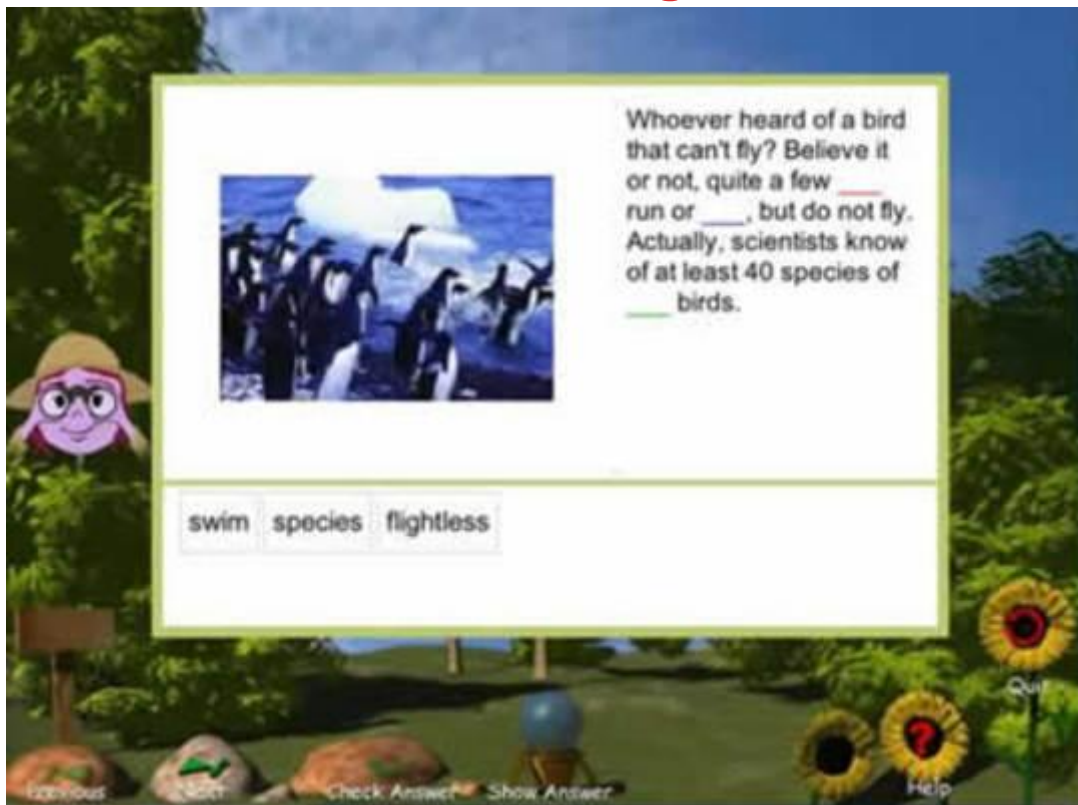 Whoever heard of a bird
that can't fly? Believe it
or not, quite a few ___
run or ___, but do not fly.
Actually, scientists know
of at least 40 species of
___ birds.
swim species flightless
Quit
Previous Next Check Answer Show Answer Help